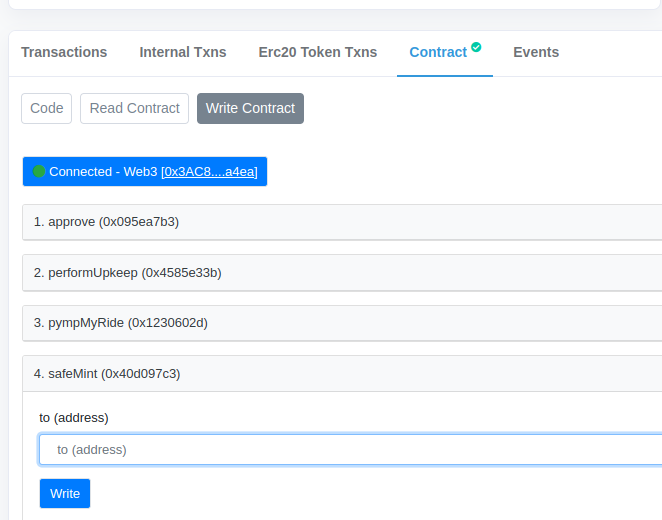 Transactions Internal Txns Erc20 Token Txns Contract Events
Code Read Contract Write Contract
Connected - Web3 [0x3AC8....a4ea]
1. approve (0x095ea7b3)
2. performUpkeep (0x4585e33b)
3. pympMyRide (0x1230602d)
4. safeMint (0x40d097c3)
to (address)
to (address)
Write